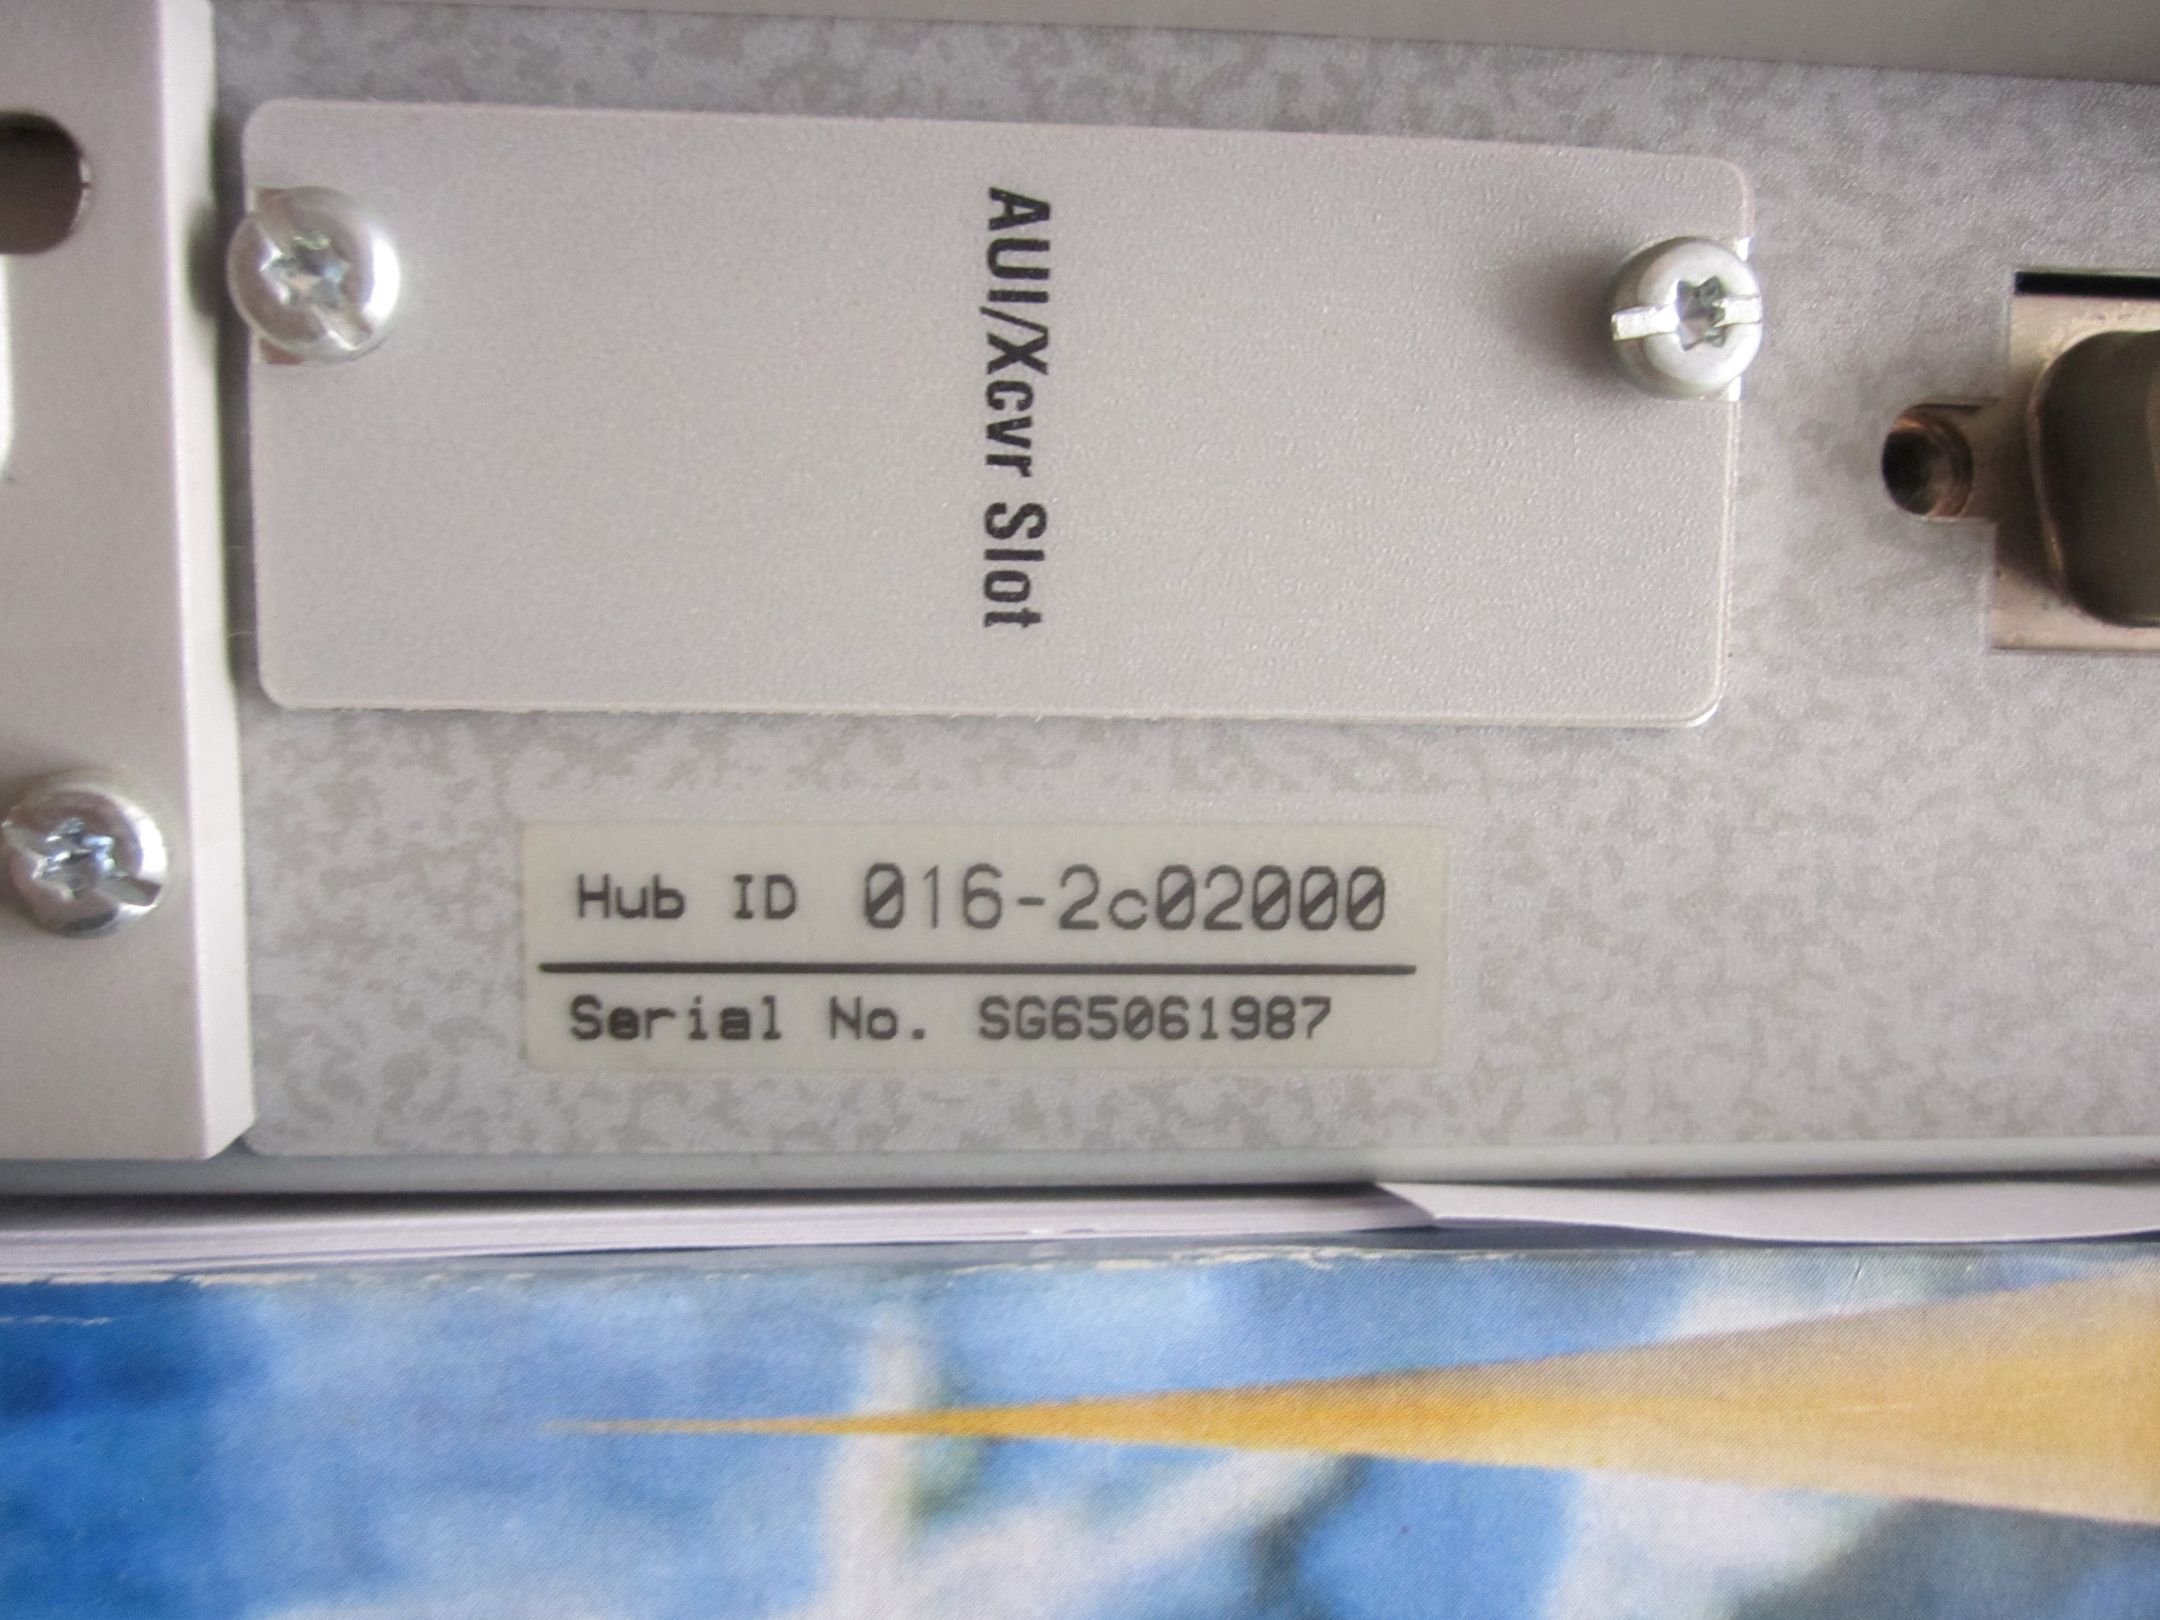 AUI/Xcvr Slot
Hub ID 016-2c02000
Serial No. SG65061987